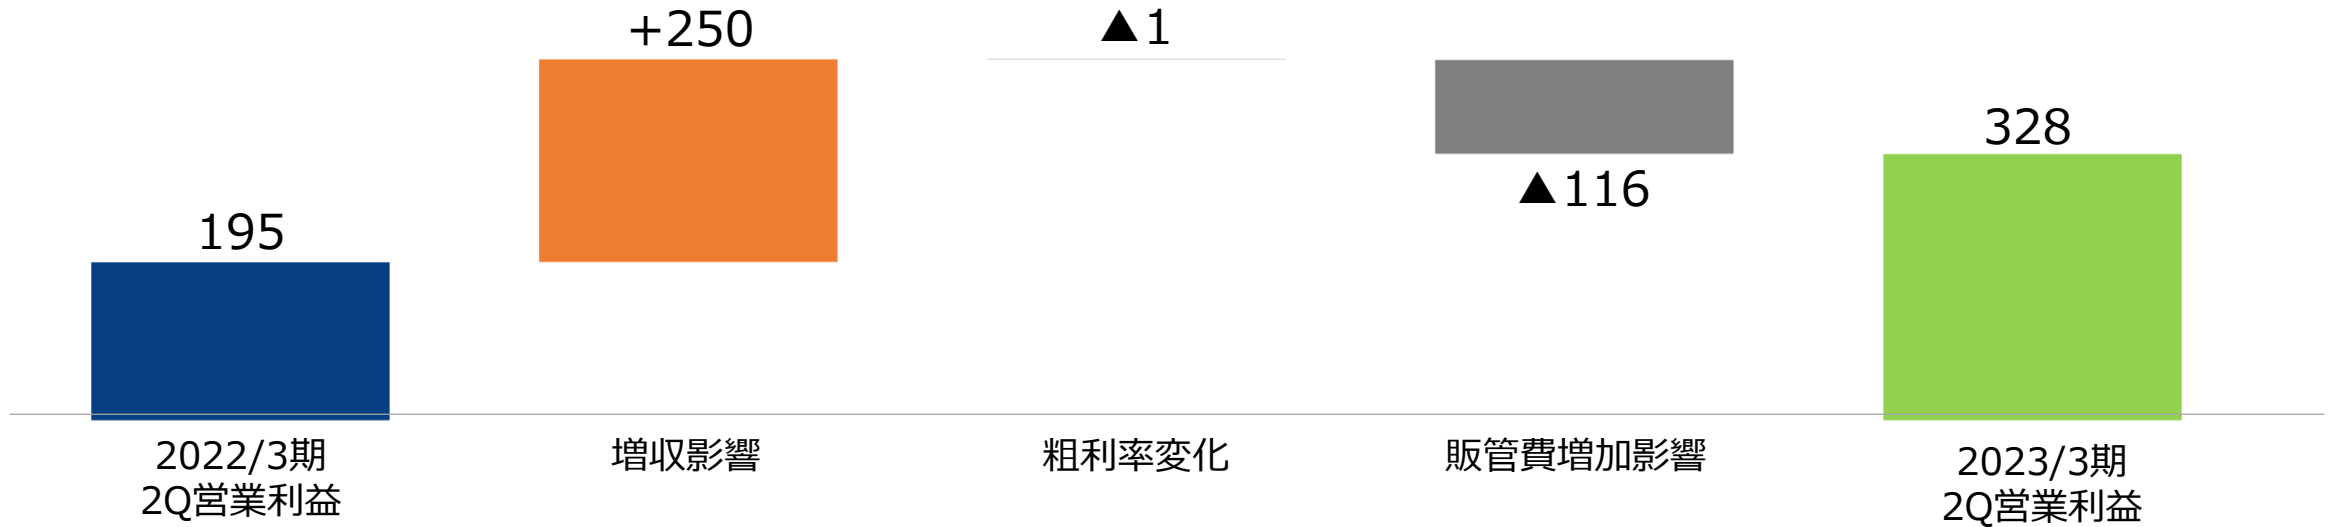 +250
▲1
328
▲116
195
2022/3期
2Q営業利益
増収影響
粗利率変化
販管費増加影響
2023/3期
2Q営業利益